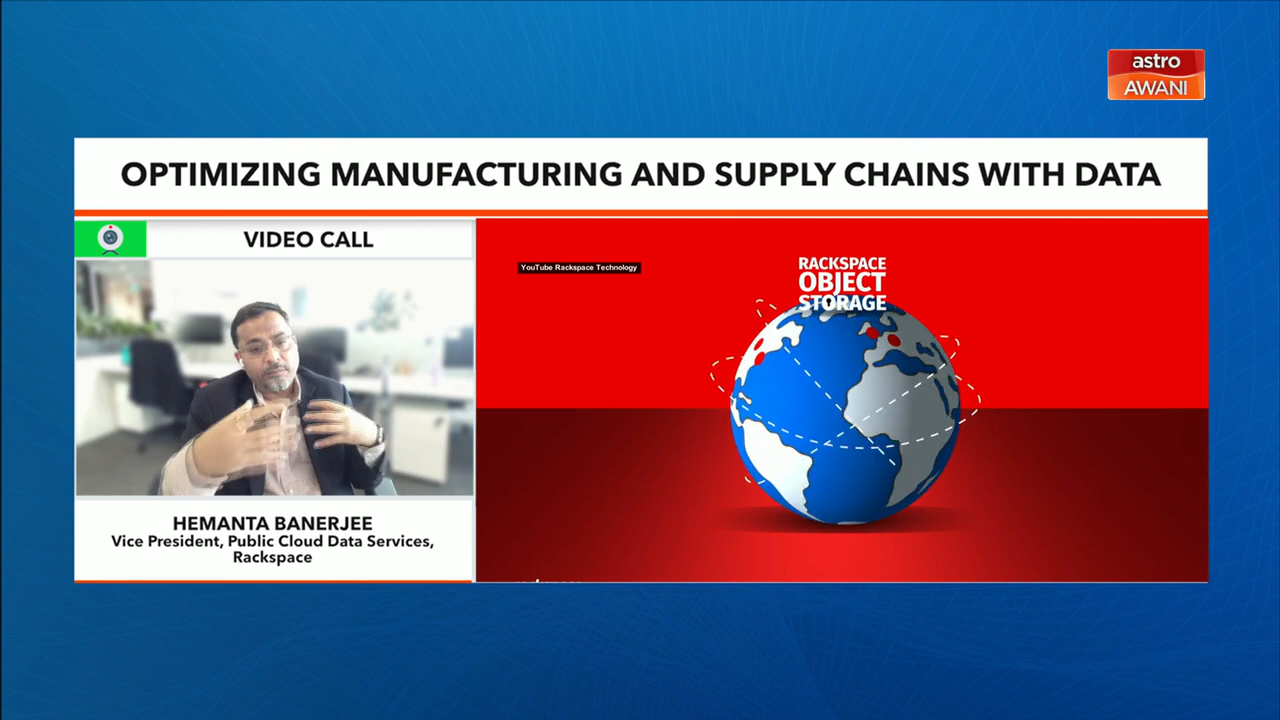 astro
AWANI
OPTIMIZING MANUFACTURING AND SUPPLY CHAINS WITH DATA
VIDEO CALL
YouTube Rackspace Technology
RACKSPACE
OBJECT
STORAGE
HEMANTA BANERJEE
Vice President, Public Cloud Data Services,
Rackspace